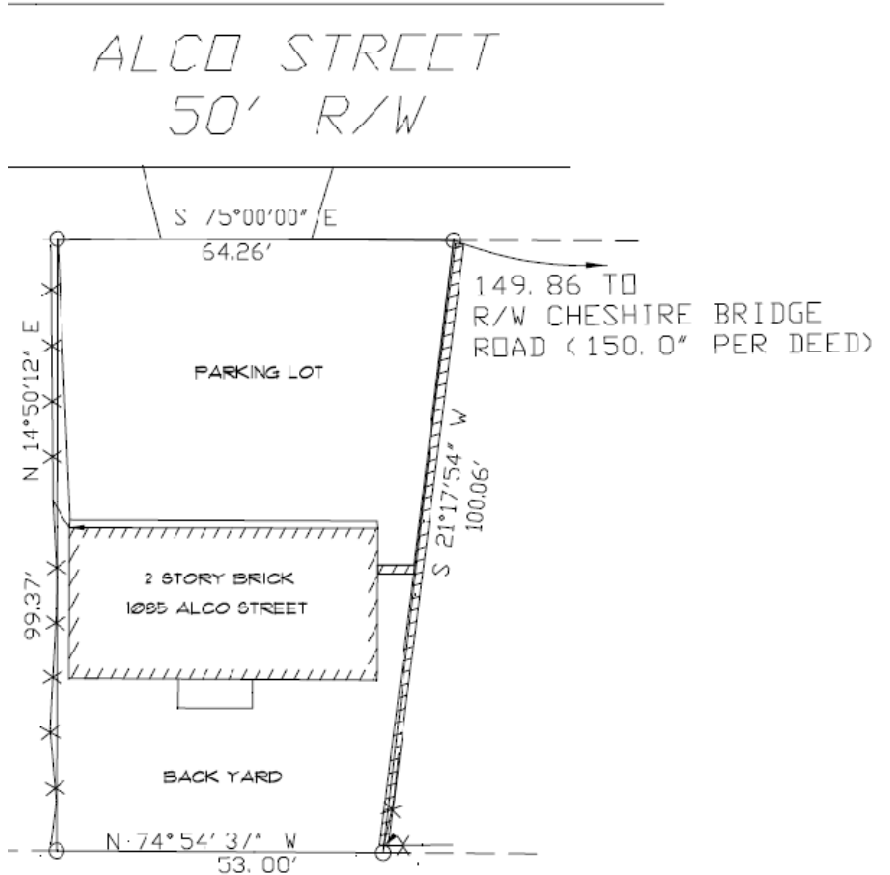 ALCO STREET
50' R/W
S 75°00'00" E
64.26'
149.86 TO
R/W CHESHIRE BRIDGE
ROAD (150.0" PER DEED)
N 14°50'12" E
PARKING LOT
S 21°17'54" W
100.06'
2 STORY BRICK
1085 ALCO STREET
99.37'
BACK YARD
N 74°54'37" W
53.00'